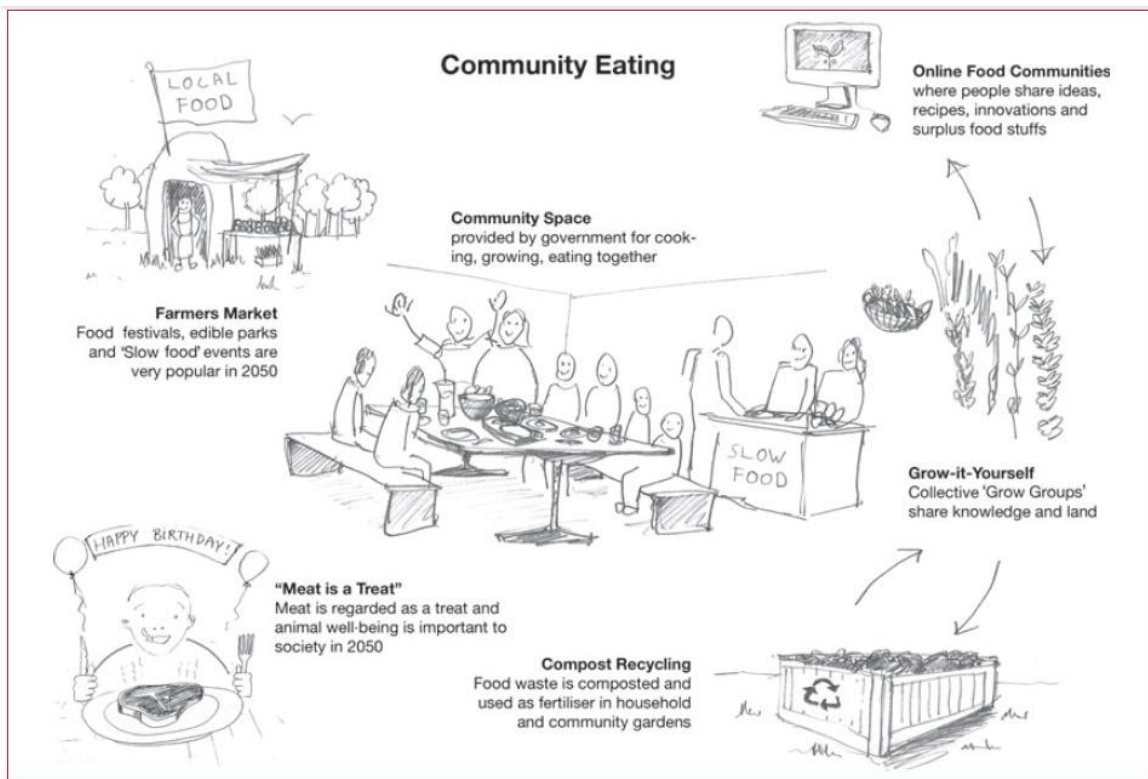 Community Eating
LOCAL
FOOD
Online Food Communities
where people share ideas,
recipes, innovations and
surplus food stuffs
Community Space
provided by government for cook-
ing, growing, eating together
Farmers Market
Food festivals, edible parks
and ‘Slow food’ events are
very popular in 2050
SLOW
FOOD
Grow-it-Yourself
Collective ‘Grow Groups’
share knowledge and land
HAPPY BIRTHDAY!
“Meat is a Treat”
Meat is regarded as a treat and
animal well-being is important to
society in 2050
Compost Recycling
Food waste is composted and
used as fertiliser in household
and community gardens